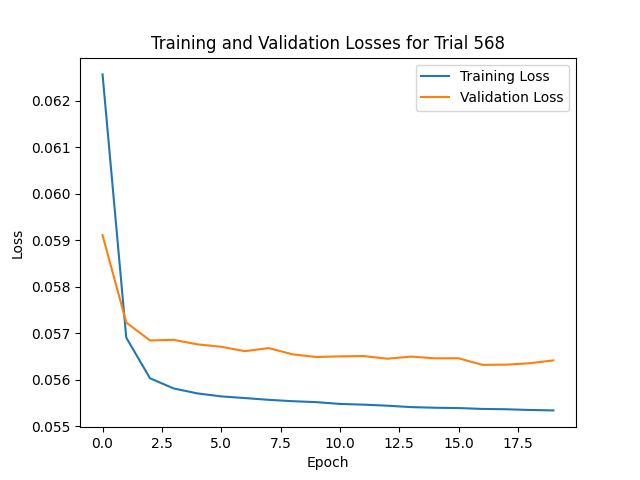 Training and Validation Losses for Trial 568
Training Loss
Validation Loss
0.062
0.061
0.060
0.059
0.058
0.057
0.056
0.055
Loss
0.0 2.5 5.0 7.5 10.0 12.5 15.0 17.5
Epoch